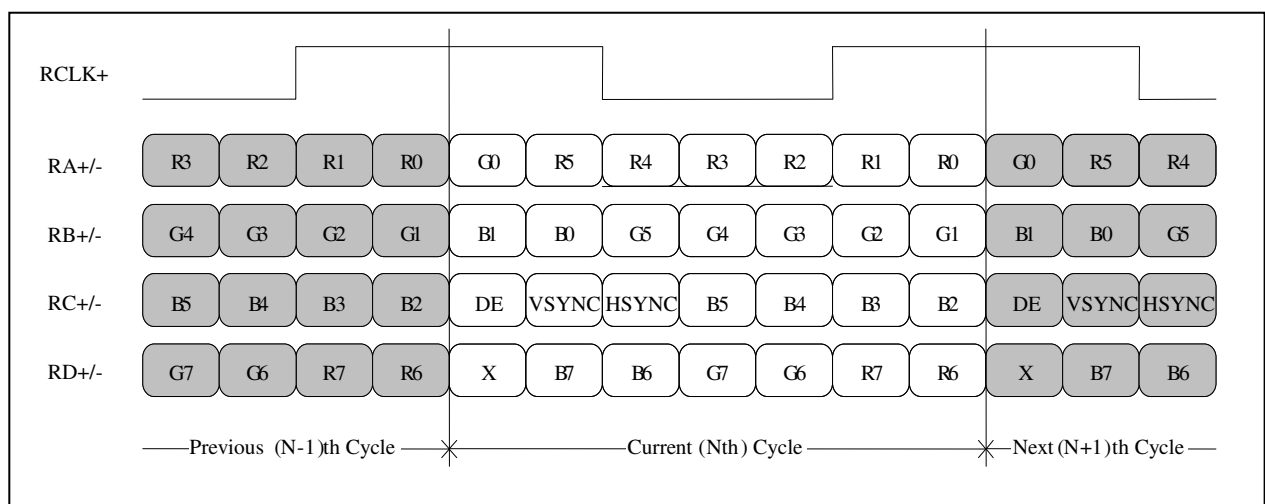 RCLK+
RA+/- R3 R2 R1 R0 G0 R5 R4 R3 R2 R1 R0 G0 R5 R4
RB+/- G4 G3 G2 G1 B1 B0 G5 G4 G3 G2 G1 B1 B0 G5
RC+/- B5 B4 B3 B2 DE VSYNC HSYNC B5 B4 B3 B2 DE VSYNC HSYNC
RD+/- G7 G6 R7 R6 X B7 B6 G7 G6 R7 R6 X B7 B6
Previous (N-1)th Cycle Current (Nth) Cycle Next (N+1)th Cycle